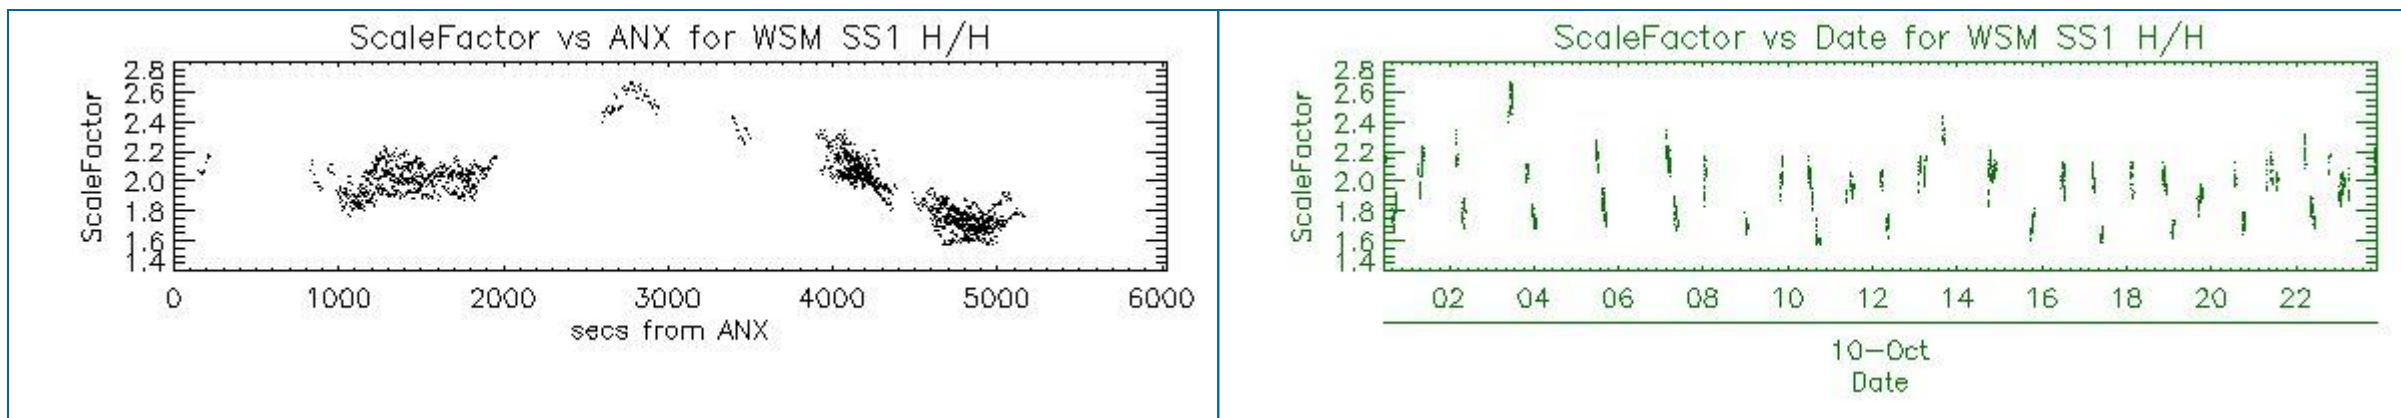 ScaleFactor vs ANX for WSM SS1 H/H
ScaleFactor
2.8
2.6
2.4
2.2
2.0
1.8
1.6
1.4
0 1000 2000 3000 4000 5000 6000
secs from ANX
ScaleFactor vs Date for WSM SS1 H/H
ScaleFactor
2.8
2.6
2.4
2.2
2.0
1.8
1.6
1.4
02 04 06 08 10 12 14 16 18 20 22
10-Oct
Date